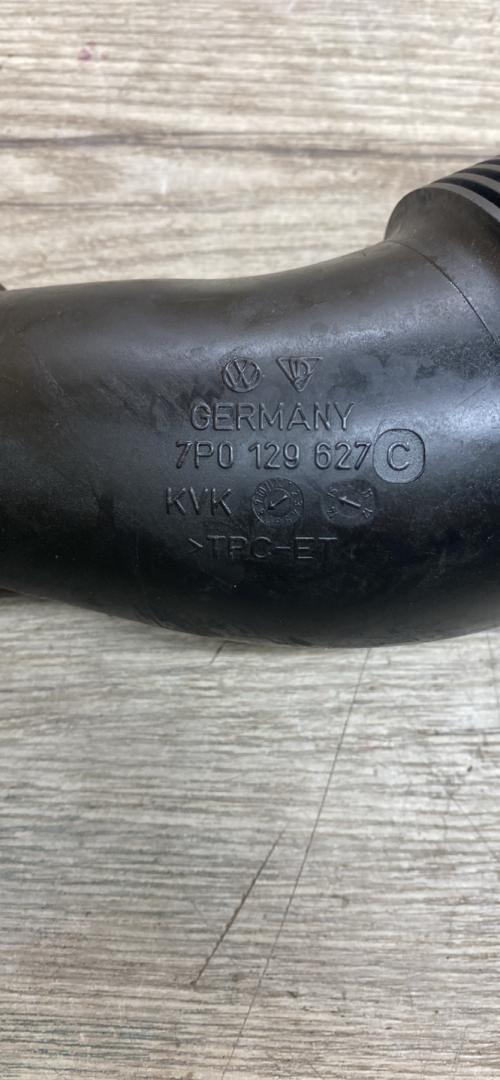 GERMANY
7P0 129 627 C
KVK
>TPC-ET